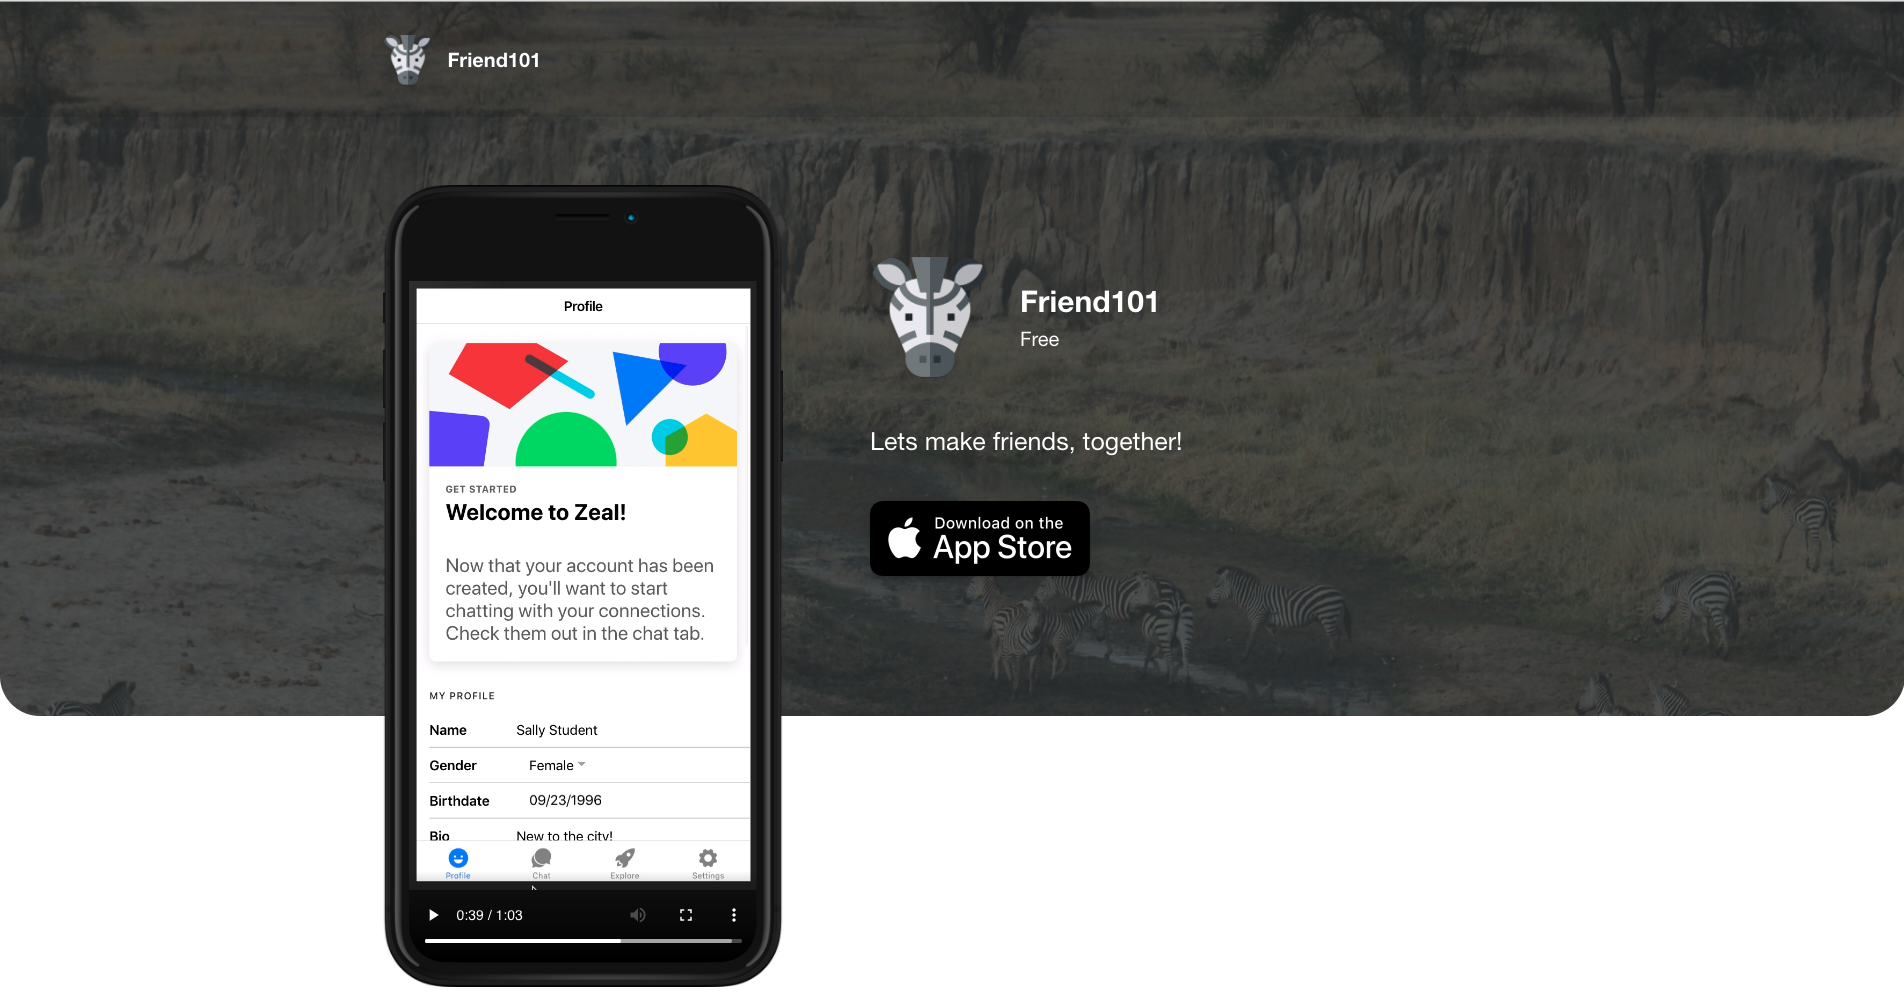 Friend101
Profile
GET STARTED
Welcome to Zeal!
Now that your account has been
created, you'll want to start
chatting with your connections.
Check them out in the chat tab.
MY PROFILE
Name Sally Student
Gender Female
Birthdate 09/23/1996
Bio New to the city!
Profile Chat Explore Settings
0:39 / 1:03
Friend101
Free
Lets make friends, together!
Download on the
App Store